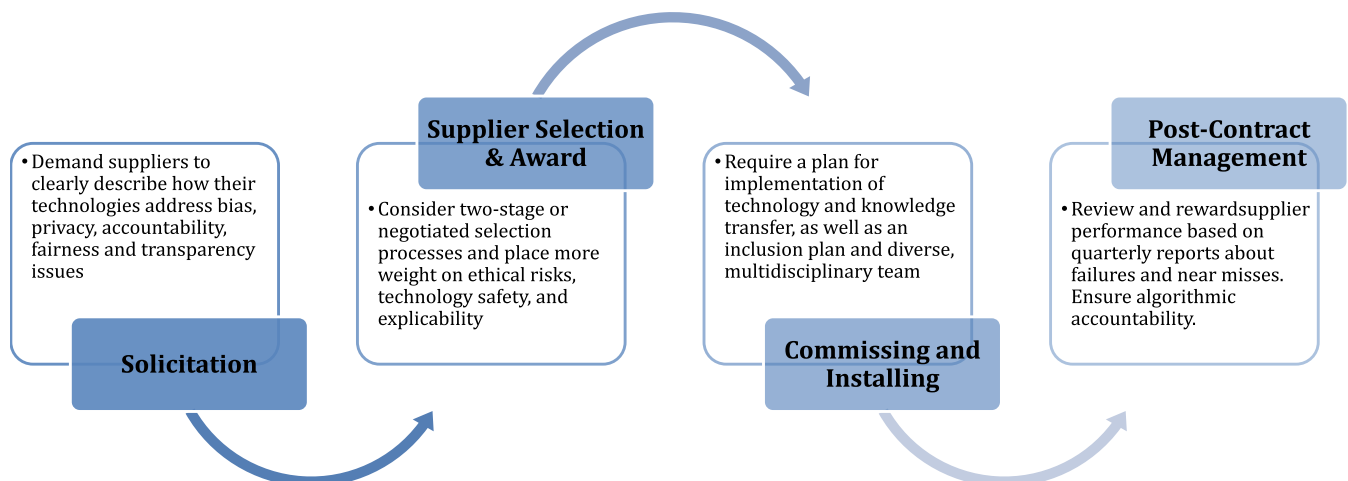 • Demand suppliers to
clearly describe how their
technologies address bias,
privacy, accountability,
fairness and transparency
issues
Solicitation
Supplier Selection
& Award
• Consider two-stage or
negotiated selection
processes and place more
weight on ethical risks,
technology safety, and
explicability
• Require a plan for
implementation of
technology and knowledge
transfer, as well as an
inclusion plan and diverse,
multidisciplinary team
Commissing and
Installing
Post-Contract
Management
• Review and rewardsupplier
performance based on
quarterly reports about
failures and near misses.
Ensure algorithmic
accountability.